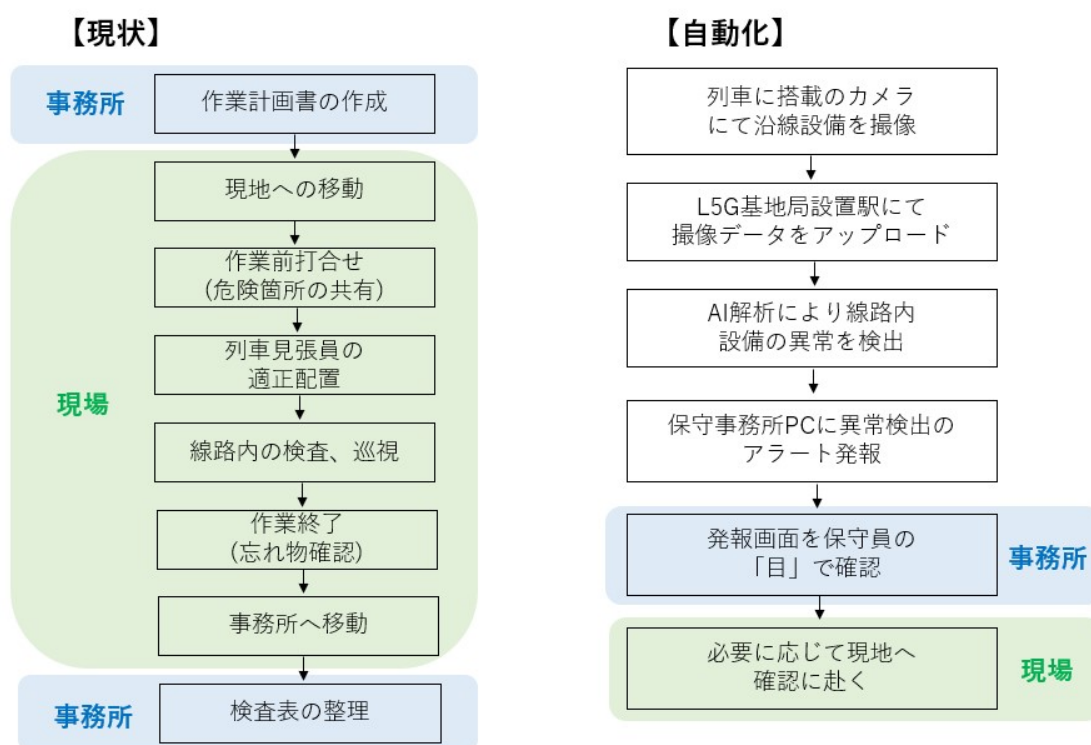 【現状】
事務所
作業計画書の作成
現場
現地への移動
作業前打合せ
(危険箇所の共有)
列車見張員の
適正配置
線路内の検査、巡視
作業終了
(忘れ物確認)
事務所へ移動
事務所
検査表の整理
【自動化】
列車に搭載のカメラ
にて沿線設備を撮像
L5G基地局設置駅にて
撮像データをアップロード
AI解析により線路内
設備の異常を検出
保守事務所PCに異常検出の
アラート発報
発報画面を保守員の
「目」で確認
事務所
必要に応じて現地へ
確認に赴く
現場